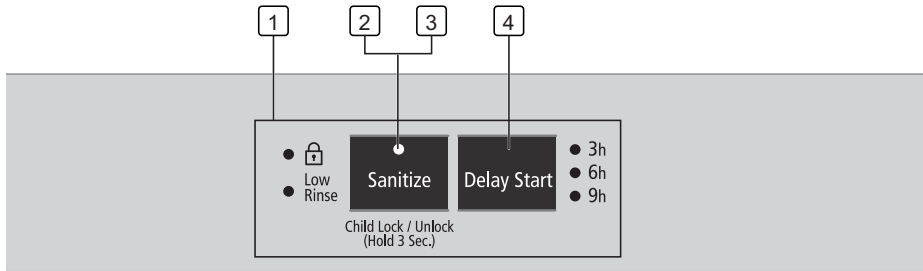 1 2 3 4
Low
Rinse
Sanitize
Delay Start
3h
6h
9h
Child Lock / Unlock
(Hold 3 Sec.)